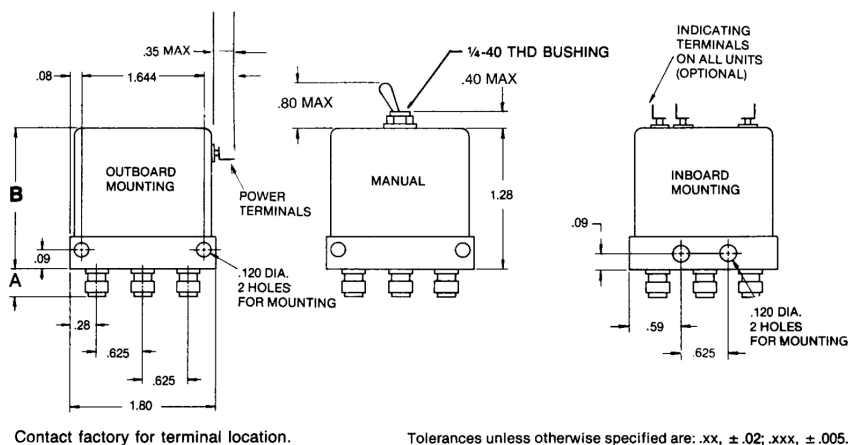 .35 MAX
.08
1.644
B
OUTBOARD
MOUNTING
POWER
TERMINALS
.09
A
.120 DIA.
2 HOLES
FOR MOUNTING
.28
.625
.625
1.80
¼-40 THD BUSHING
.40 MAX
.80 MAX
MANUAL
1.28
INDICATING
TERMINALS
ON ALL UNITS
(OPTIONAL)
INBOARD
MOUNTING
.09
.120 DIA.
2 HOLES
FOR MOUNTING
.59
.625
Contact factory for terminal location.
Tolerances unless otherwise specified are: .xx, ± .02; .xxx, ± .005.